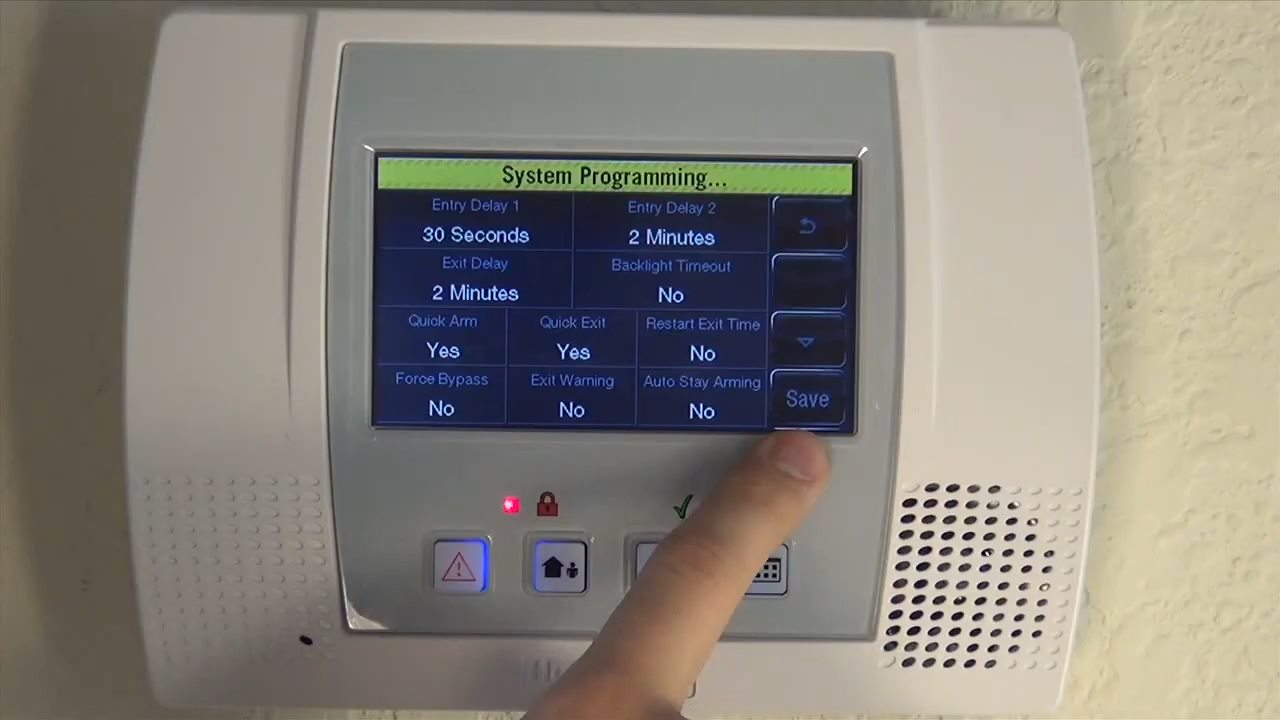 System Programming...
Entry Delay 1
30 Seconds
Entry Delay 2
2 Minutes
Exit Delay
2 Minutes
Backlight Timeout
No
Quick Arm
Yes
Quick Exit
Yes
Restart Exit Time
No
Force Bypass
No
Exit Warning
No
Auto Stay Arming
No
Save